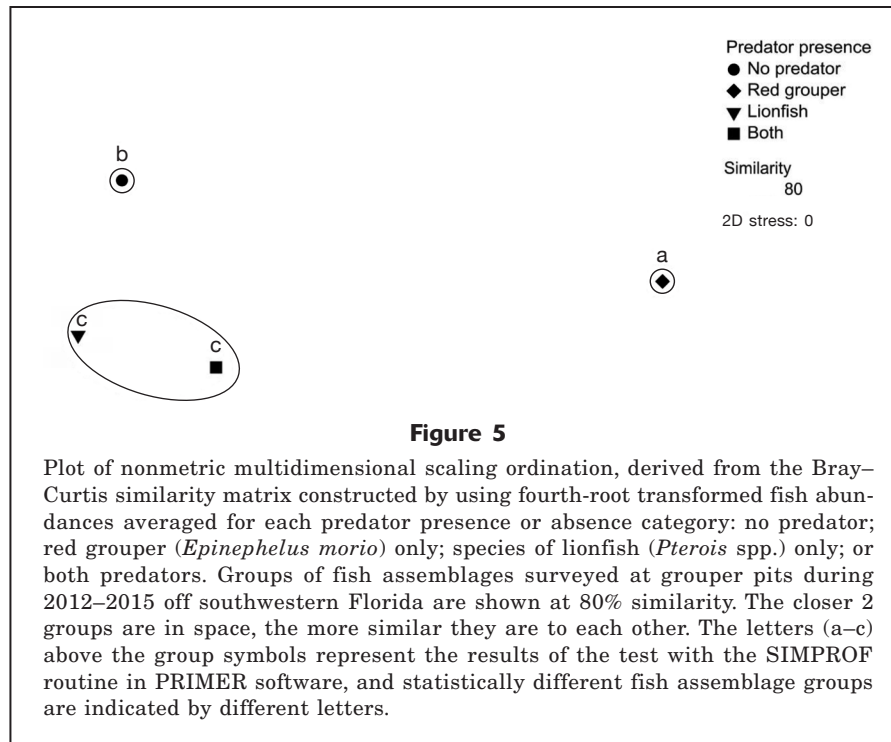 Predator presence
No predator
Red grouper
Lionfish
Both
Similarity
80
2D stress: 0
b
a
c
c
Figure 5
Plot of nonmetric multidimensional scaling ordination, derived from the Bray–
Curtis similarity matrix constructed by using fourth-root transformed fish abun-
dances averaged for each predator presence or absence category: no predator;
red grouper (Epinephelus morio) only; species of lionfish (Pterois spp.) only; or
both predators. Groups of fish assemblages surveyed at grouper pits during
2012–2015 off southwestern Florida are shown at 80% similarity. The closer 2
groups are in space, the more similar they are to each other. The letters (a–c)
above the group symbols represent the results of the test with the SIMPROF
routine in PRIMER software, and statistically different fish assemblage groups
are indicated by different letters.